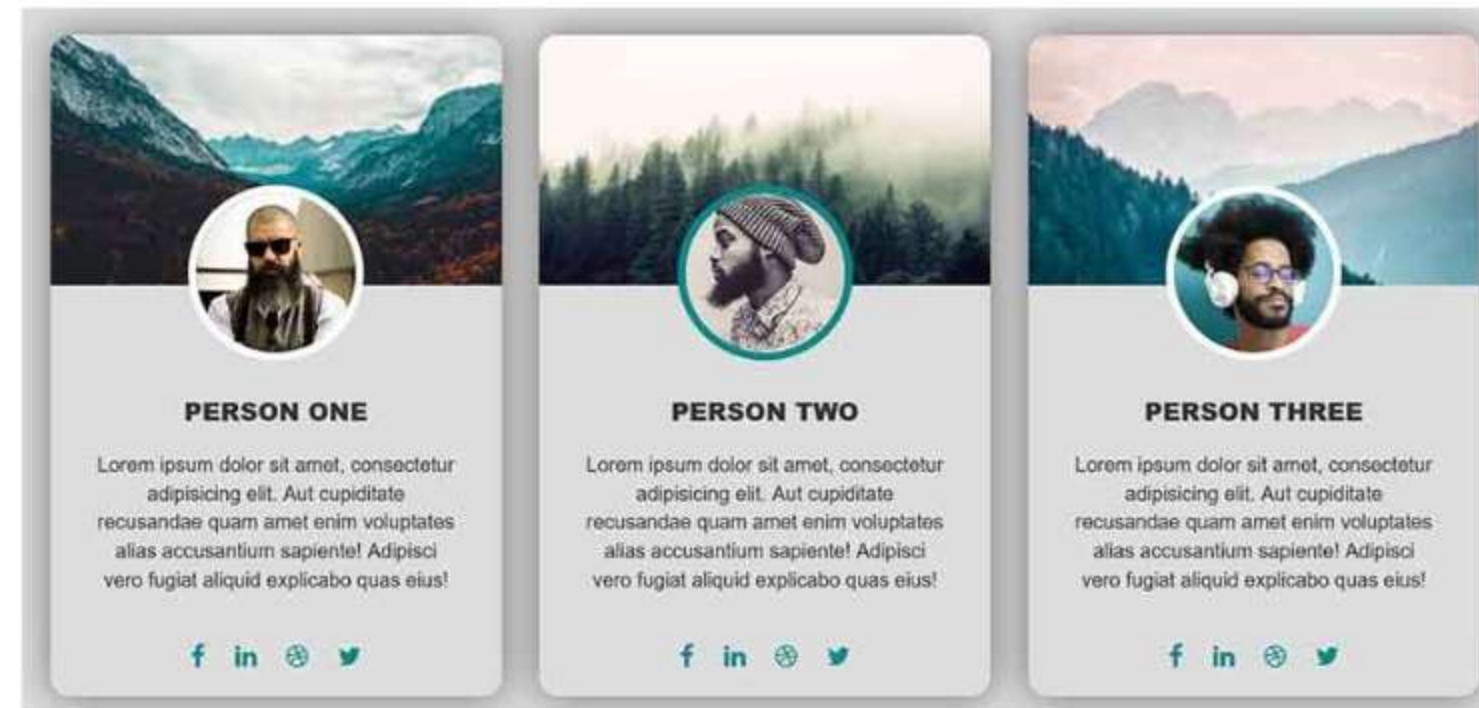 PERSON ONE
Lorem ipsum dolor sit amet, consectetur
adipisicing elit. Aut cupiditate
recusandae quam amet enim voluptates
alias accusantium sapiente! Adipisci
vero fugiat aliquid explicabo quas eius!
f in
PERSON TWO
Lorem ipsum dolor sit amet, consectetur
adipisicing elit. Aut cupiditate
recusandae quam amet enim voluptates
alias accusantium sapiente! Adipisci
vero fugiat aliquid explicabo quas eius!
f in
PERSON THREE
Lorem ipsum dolor sit amet, consectetur
adipisicing elit. Aut cupiditate
recusandae quam amet enim voluptates
alias accusantium sapiente! Adipisci
vero fugiat aliquid explicabo quas eius!
f in